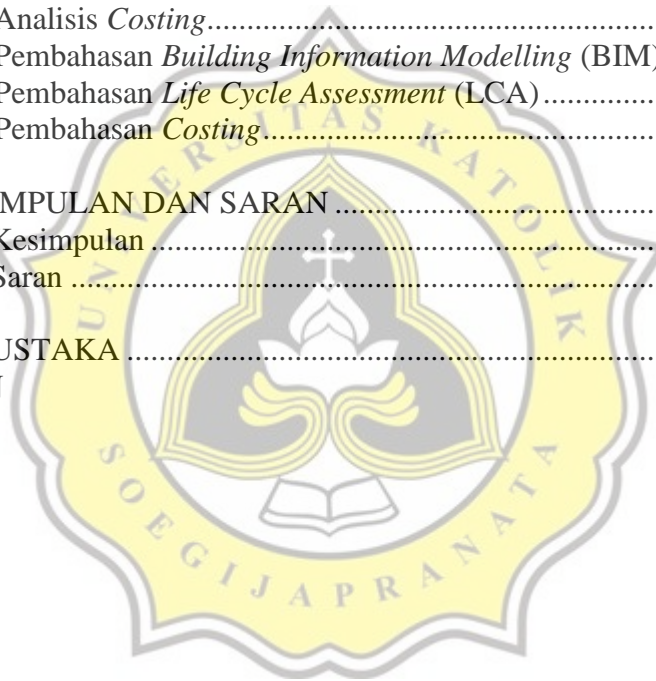 Analisis Costing........................................................................
Pembahasan Building Information Modelling (BIM)
Pembahasan Life Cycle Assessment (LCA)....................
Pembahasan Costing................................................................
IMPULAN DAN SARAN ....................................................
Kesimpulan ................................................................................
Saran ............................................................................................
USTAKA ....................................................................................
UNIVERSITAS KATOLIK
SOEGIJAPRANATA